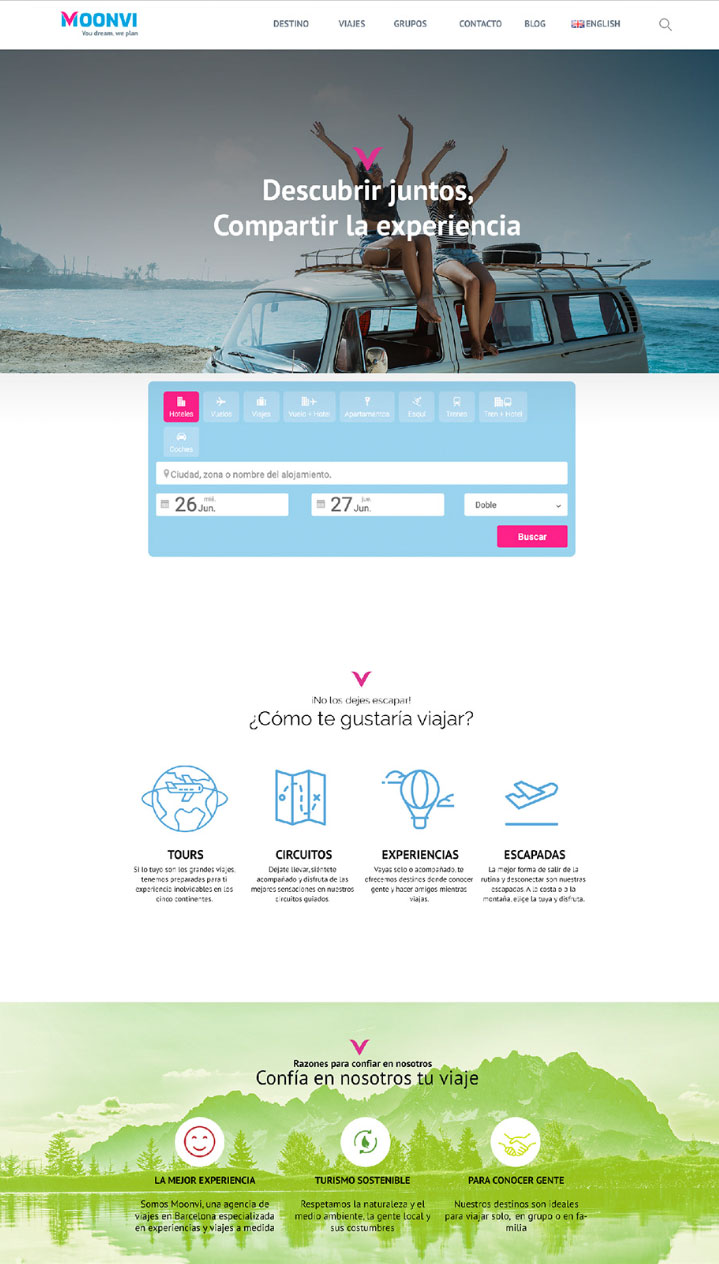 MOONVI
You dream, we plan
DESTINO VIAJES GRUPOS CONTACTO BLOG ENGLISH
Descubrir juntos,
Compartir la experiencia
Hoteles Vuelos Viajes Vuelo + Hotel Apartamentos Esquí Trenes Tren + Hotel
Coches
Ciudad, zona o nombre del alojamiento.
26 mié. Jun. 27 jue. Jun. Doble
Buscar
¡No los dejes escapar!
¿Cómo te gustaría viajar?
TOURS
Si lo tuyo son los grandes viajes,
tenemos preparadas para ti
experiencia inolvicables en los
cinco continentes.
CIRCUITOS
Déjate llevar, siéntete
acompañado y disfruta de las
mejores sensaciones en nuestros
circuitos guiados.
EXPERIENCIAS
Vayas solo o acompañado, te
ofrecemos destinos donde conocer
gente y hacer amigos mientras
viajas.
ESCAPADAS
La mejor forma de salir de la
rutina y desconectar son nuestras
escapadas. A la costa o a la
montaña, elige la tuya y disfruta.
Razones para confiar en nosotros
Confía en nosotros tu viaje
LA MEJOR EXPERIENCIA
Somos Moonvi, una agencia de
viajes en Barcelona especializada
en experiencias y viajes a medida
TURISMO SOSTENIBLE
Respetamos la naturaleza y el
medio ambiente, la gente local y
sus costumbres
PARA CONOCER GENTE
Nuestros destinos son ideales
para viajar solo, en grupo o en fa-
milia